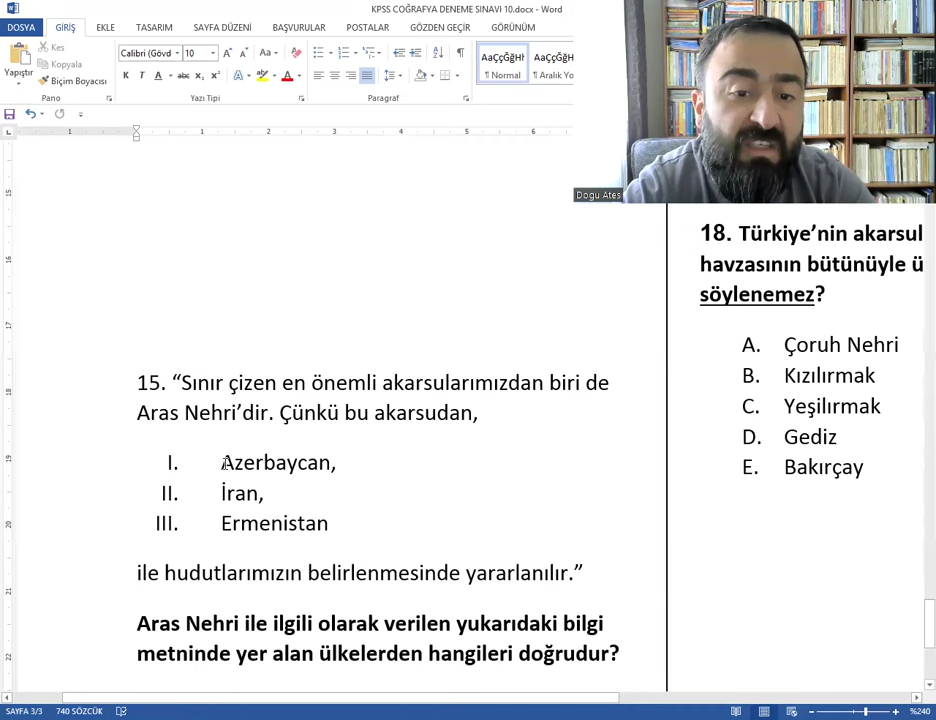 KPSS COĞRAFYA DENEME SINAVI 10.docx - Word
DOSYA GİRİŞ EKLE TASARIM SAYFA DÜZENİ BAŞVURULAR POSTALAR GÖZDEN GEÇİR GÖRÜNÜM
Yapıştır
Kes
Kopyala
Biçim Boyacısı
Pano
Calibri (Gövd 10
Yazı Tipi
Paragraf
AaÇçĞğHł AaÇçĞğHł
¶ Normal ¶ Aralık Yo
Dogu Ates
15. “Sınır çizen en önemli akarsularımızdan biri de
Aras Nehri’dir. Çünkü bu akarsudan,
I. Azerbaycan,
II. İran,
III. Ermenistan
ile hudutlarımızın belirlenmesinde yararlanılır.”
Aras Nehri ile ilgili olarak verilen yukarıdaki bilgi
metninde yer alan ülkelerden hangileri doğrudur?
18. Türkiye’nin akarsul
havzasının bütünüyle ü
söylenemez?
A. Çoruh Nehri
B. Kızılırmak
C. Yeşilırmak
D. Gediz
E. Bakırçay
SAYFA 3/3 740 SÖZCÜK %240